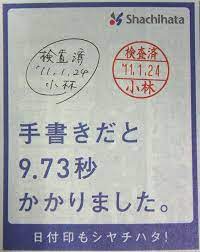 Shachihata
検査済
'11.1.24
小林
検査済
'11.1.24
小林
手書きだと
9.73秒
かかりました。
日付印もシヤチハタ!